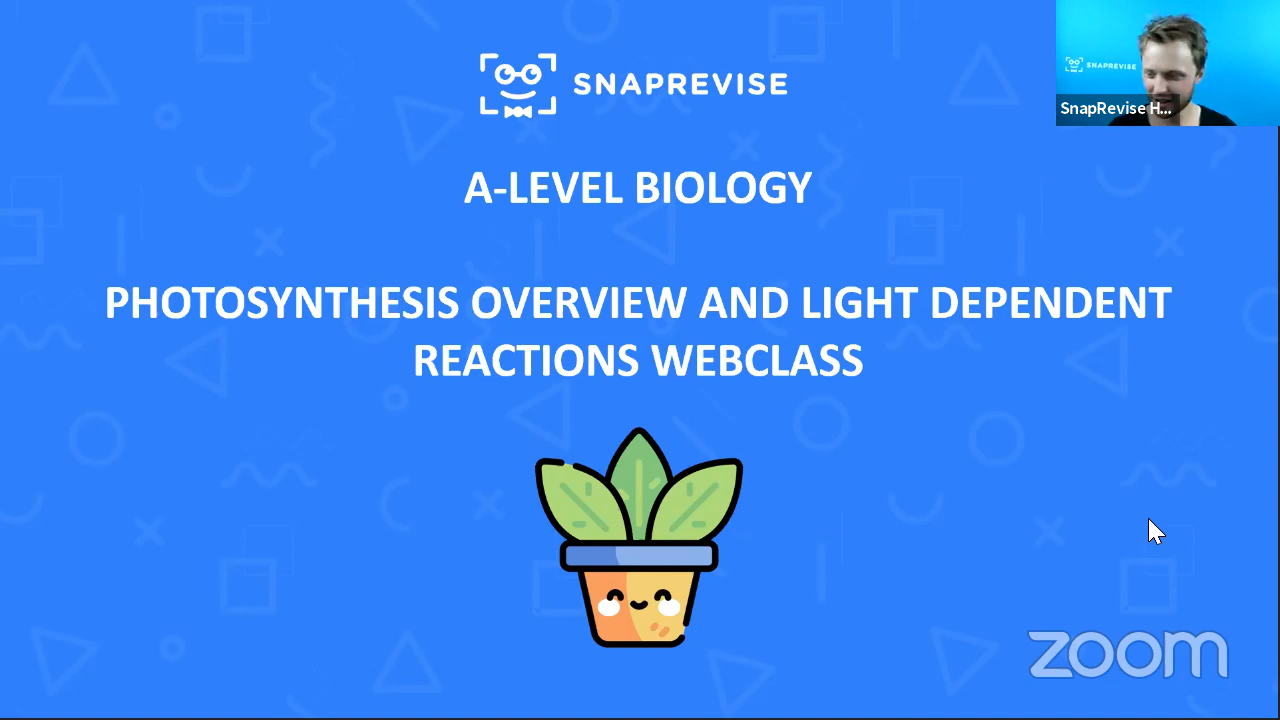 SNAPREVISE
SNAPREVISE
SnapRevise H...
A-LEVEL BIOLOGY
PHOTOSYNTHESIS OVERVIEW AND LIGHT DEPENDENT
REACTIONS WEBCLASS
zoom